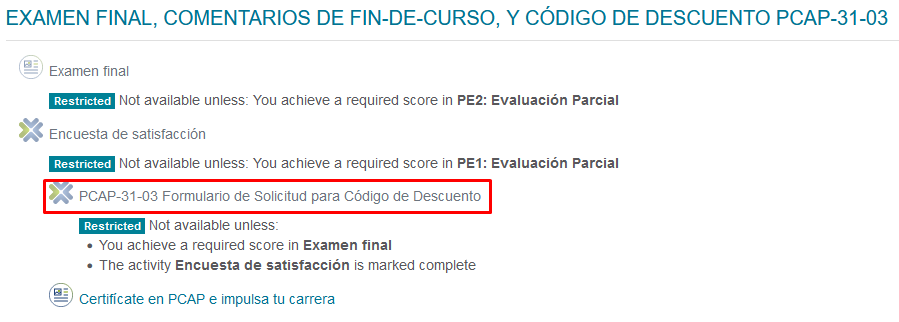 EXAMEN FINAL, COMENTARIOS DE FIN-DE-CURSO, Y CÓDIGO DE DESCUENTO PCAP-31-03
Examen final
Restricted Not available unless: You achieve a required score in PE2: Evaluación Parcial
Encuesta de satisfacción
Restricted Not available unless: You achieve a required score in PE1: Evaluación Parcial
PCAP-31-03 Formulario de Solicitud para Código de Descuento
Restricted Not available unless:
• You achieve a required score in Examen final
• The activity Encuesta de satisfacción is marked complete
Certifícate en PCAP e impulsa tu carrera